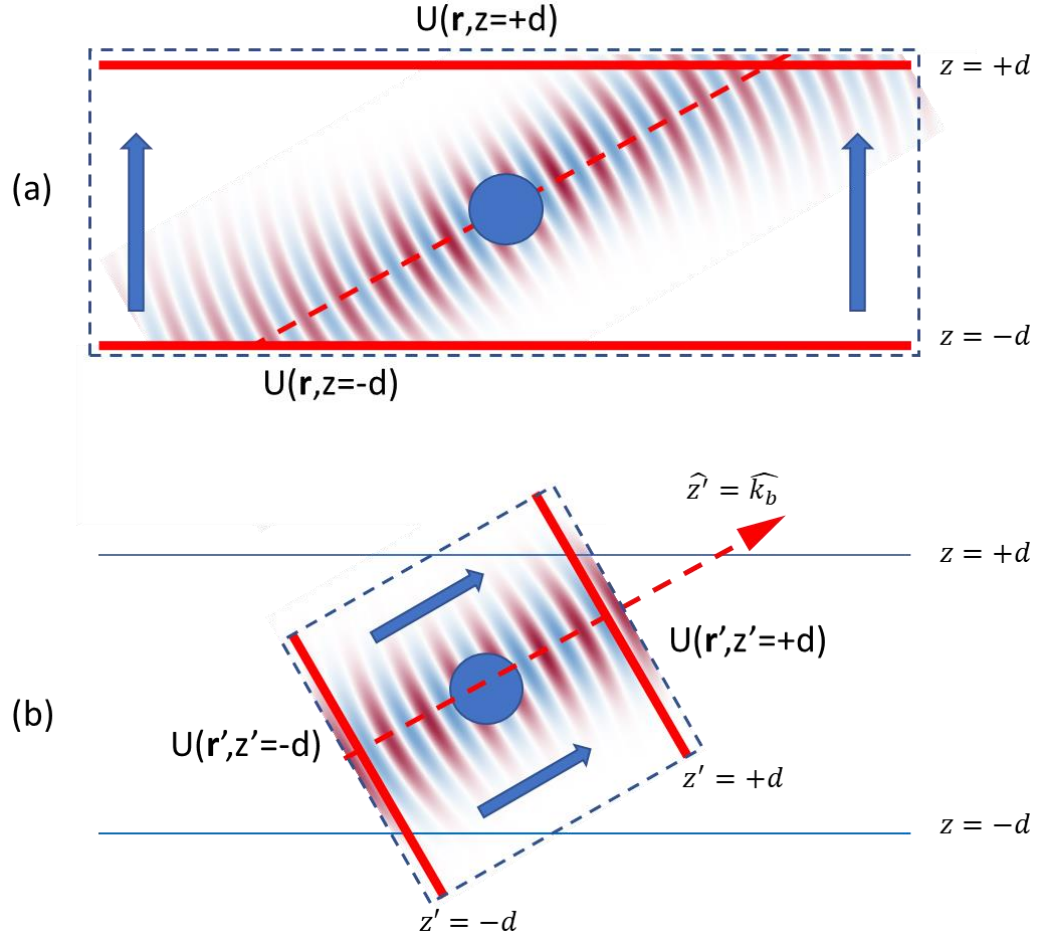 U(r,z=+d)
z = +d
(a)
z = −d
U(r,z=-d)
ẑ' = k̂_b
z = +d
U(r',z'=+d)
(b)
U(r',z'=-d)
z' = +d
z = −d
z' = −d